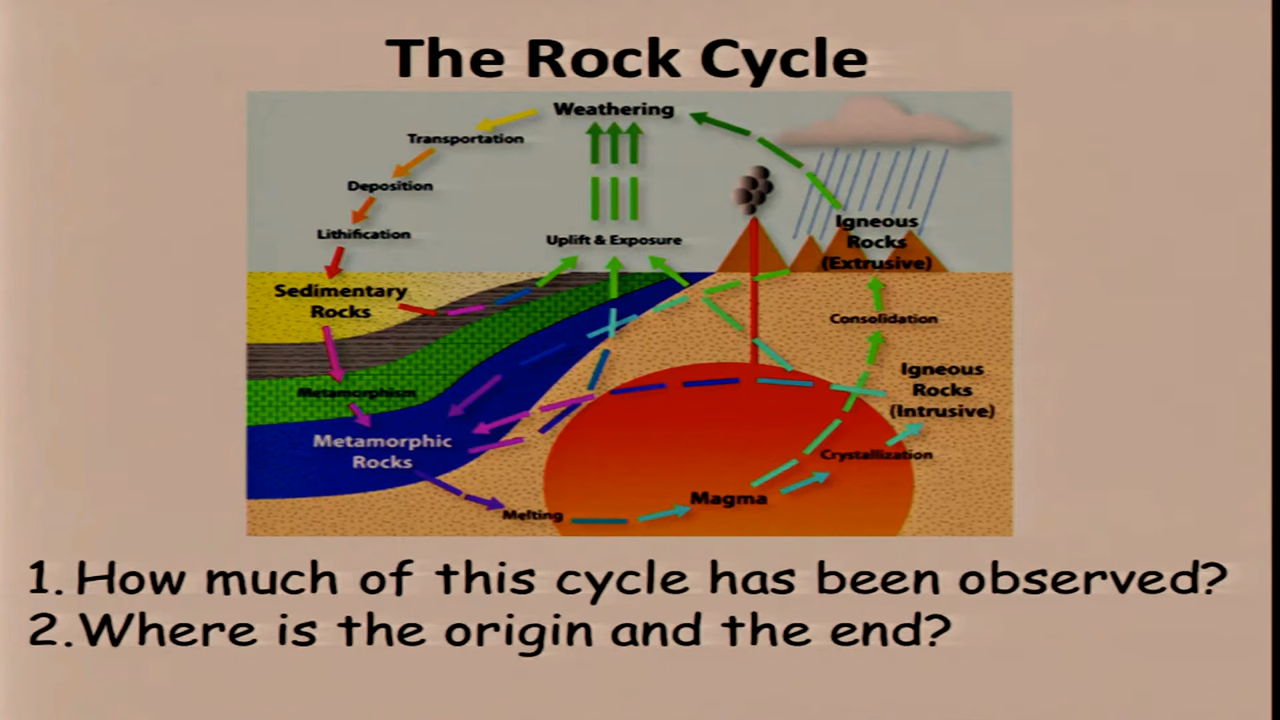 The Rock Cycle
Weathering
Transportation
Deposition
Lithification
Uplift & Exposure
Igneous
Rocks
(Extrusive)
Sedimentary
Rocks
Consolidation
Igneous
Rocks
(Intrusive)
Metamorphism
Metamorphic
Rocks
Crystallization
Magma
Melting
1. How much of this cycle has been observed?
2. Where is the origin and the end?